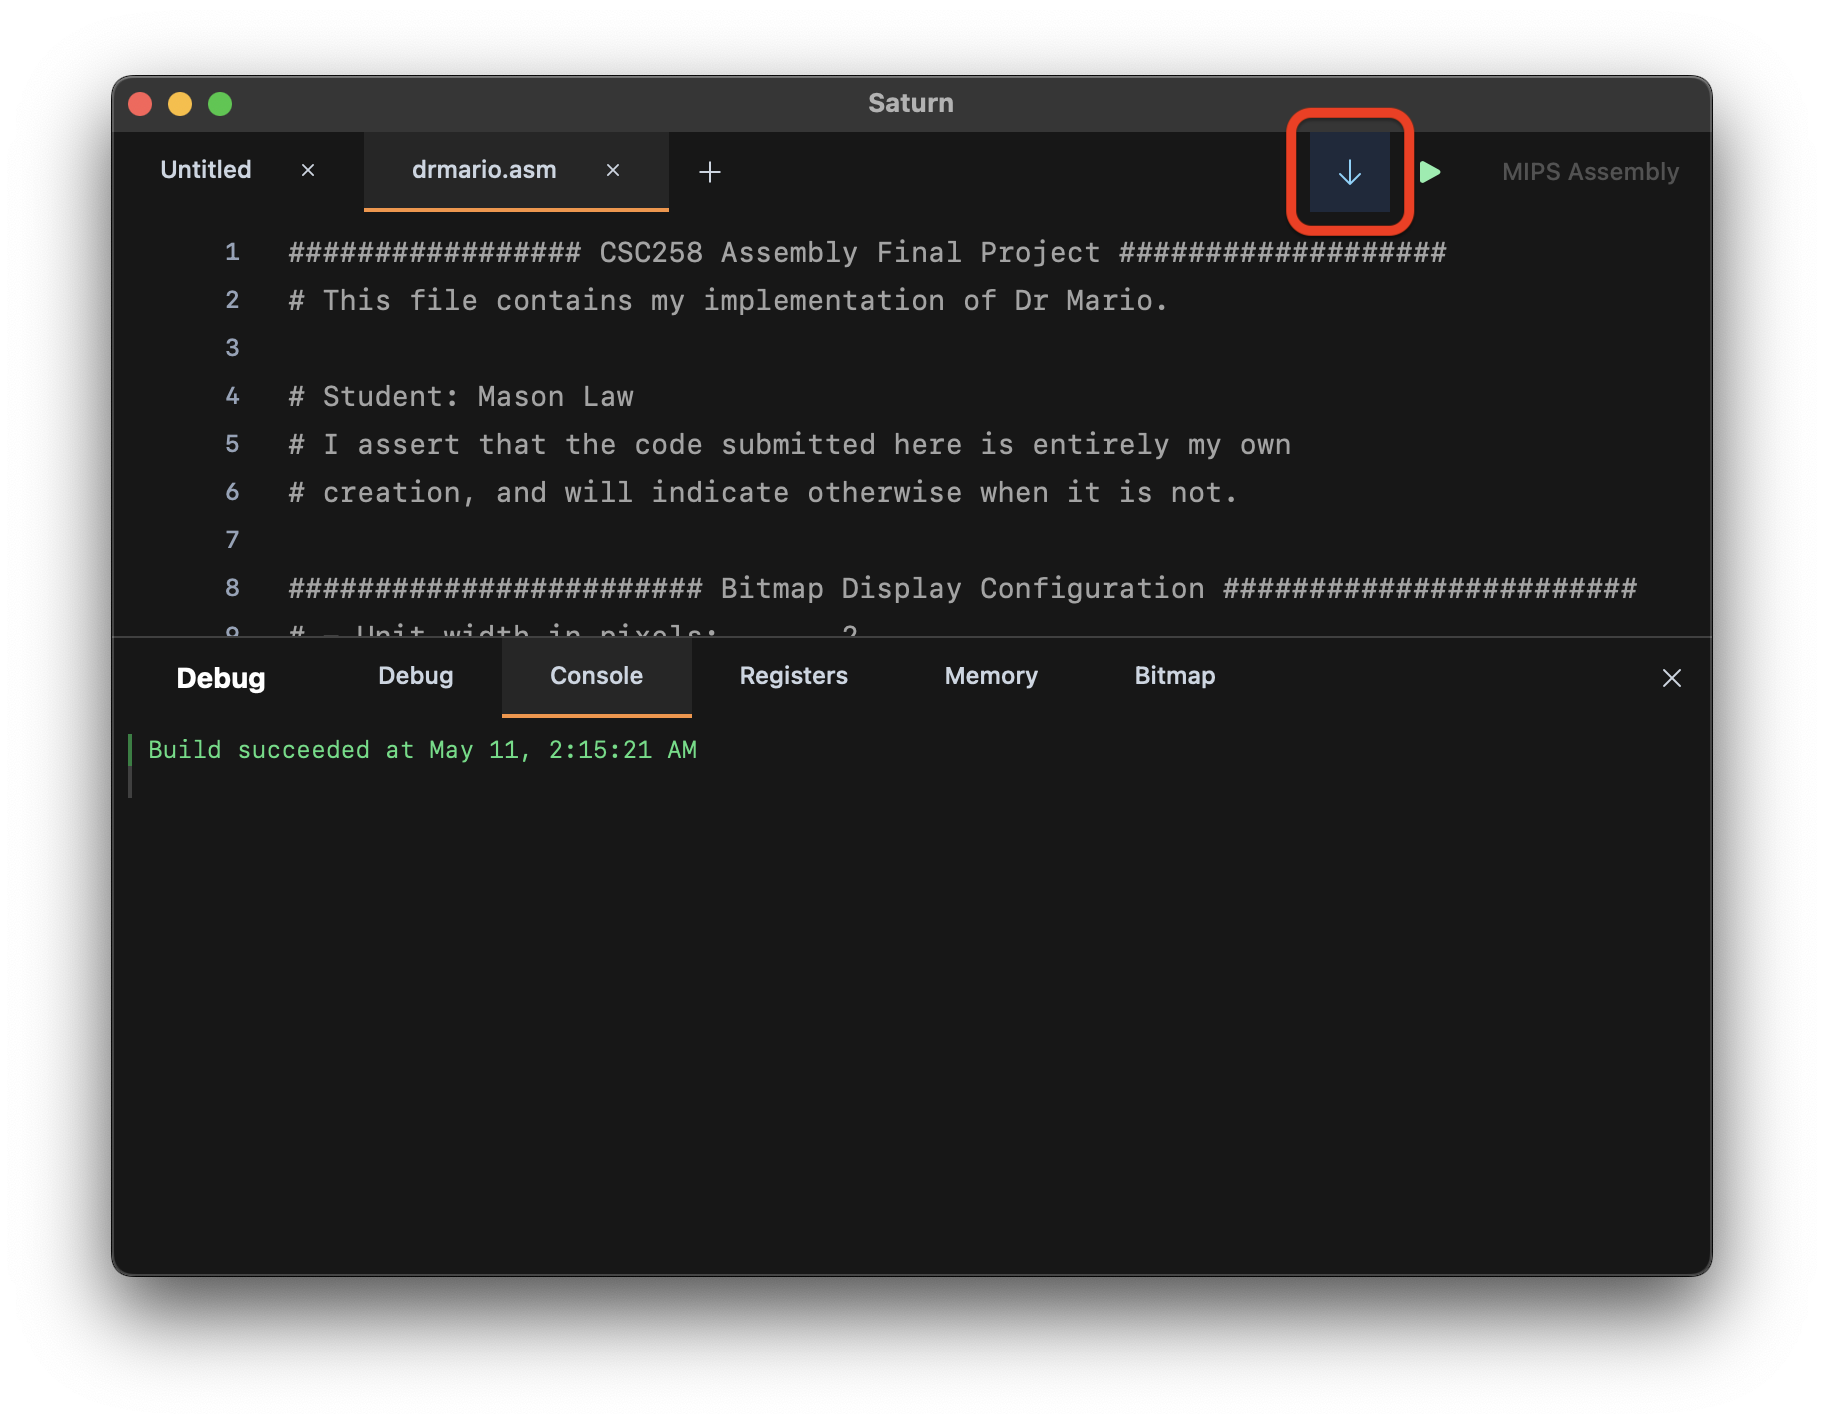 Saturn
Untitled × drmario.asm × + MIPS Assembly
1 ################# CSC258 Assembly Final Project ###################
2 # This file contains my implementation of Dr Mario.
3
4 # Student: Mason Law
5 # I assert that the code submitted here is entirely my own
6 # creation, and will indicate otherwise when it is not.
7
8 ######################## Bitmap Display Configuration ########################
9 # - Unit width in pixels: 2
Debug Debug Console Registers Memory Bitmap ×
Build succeeded at May 11, 2:15:21 AM